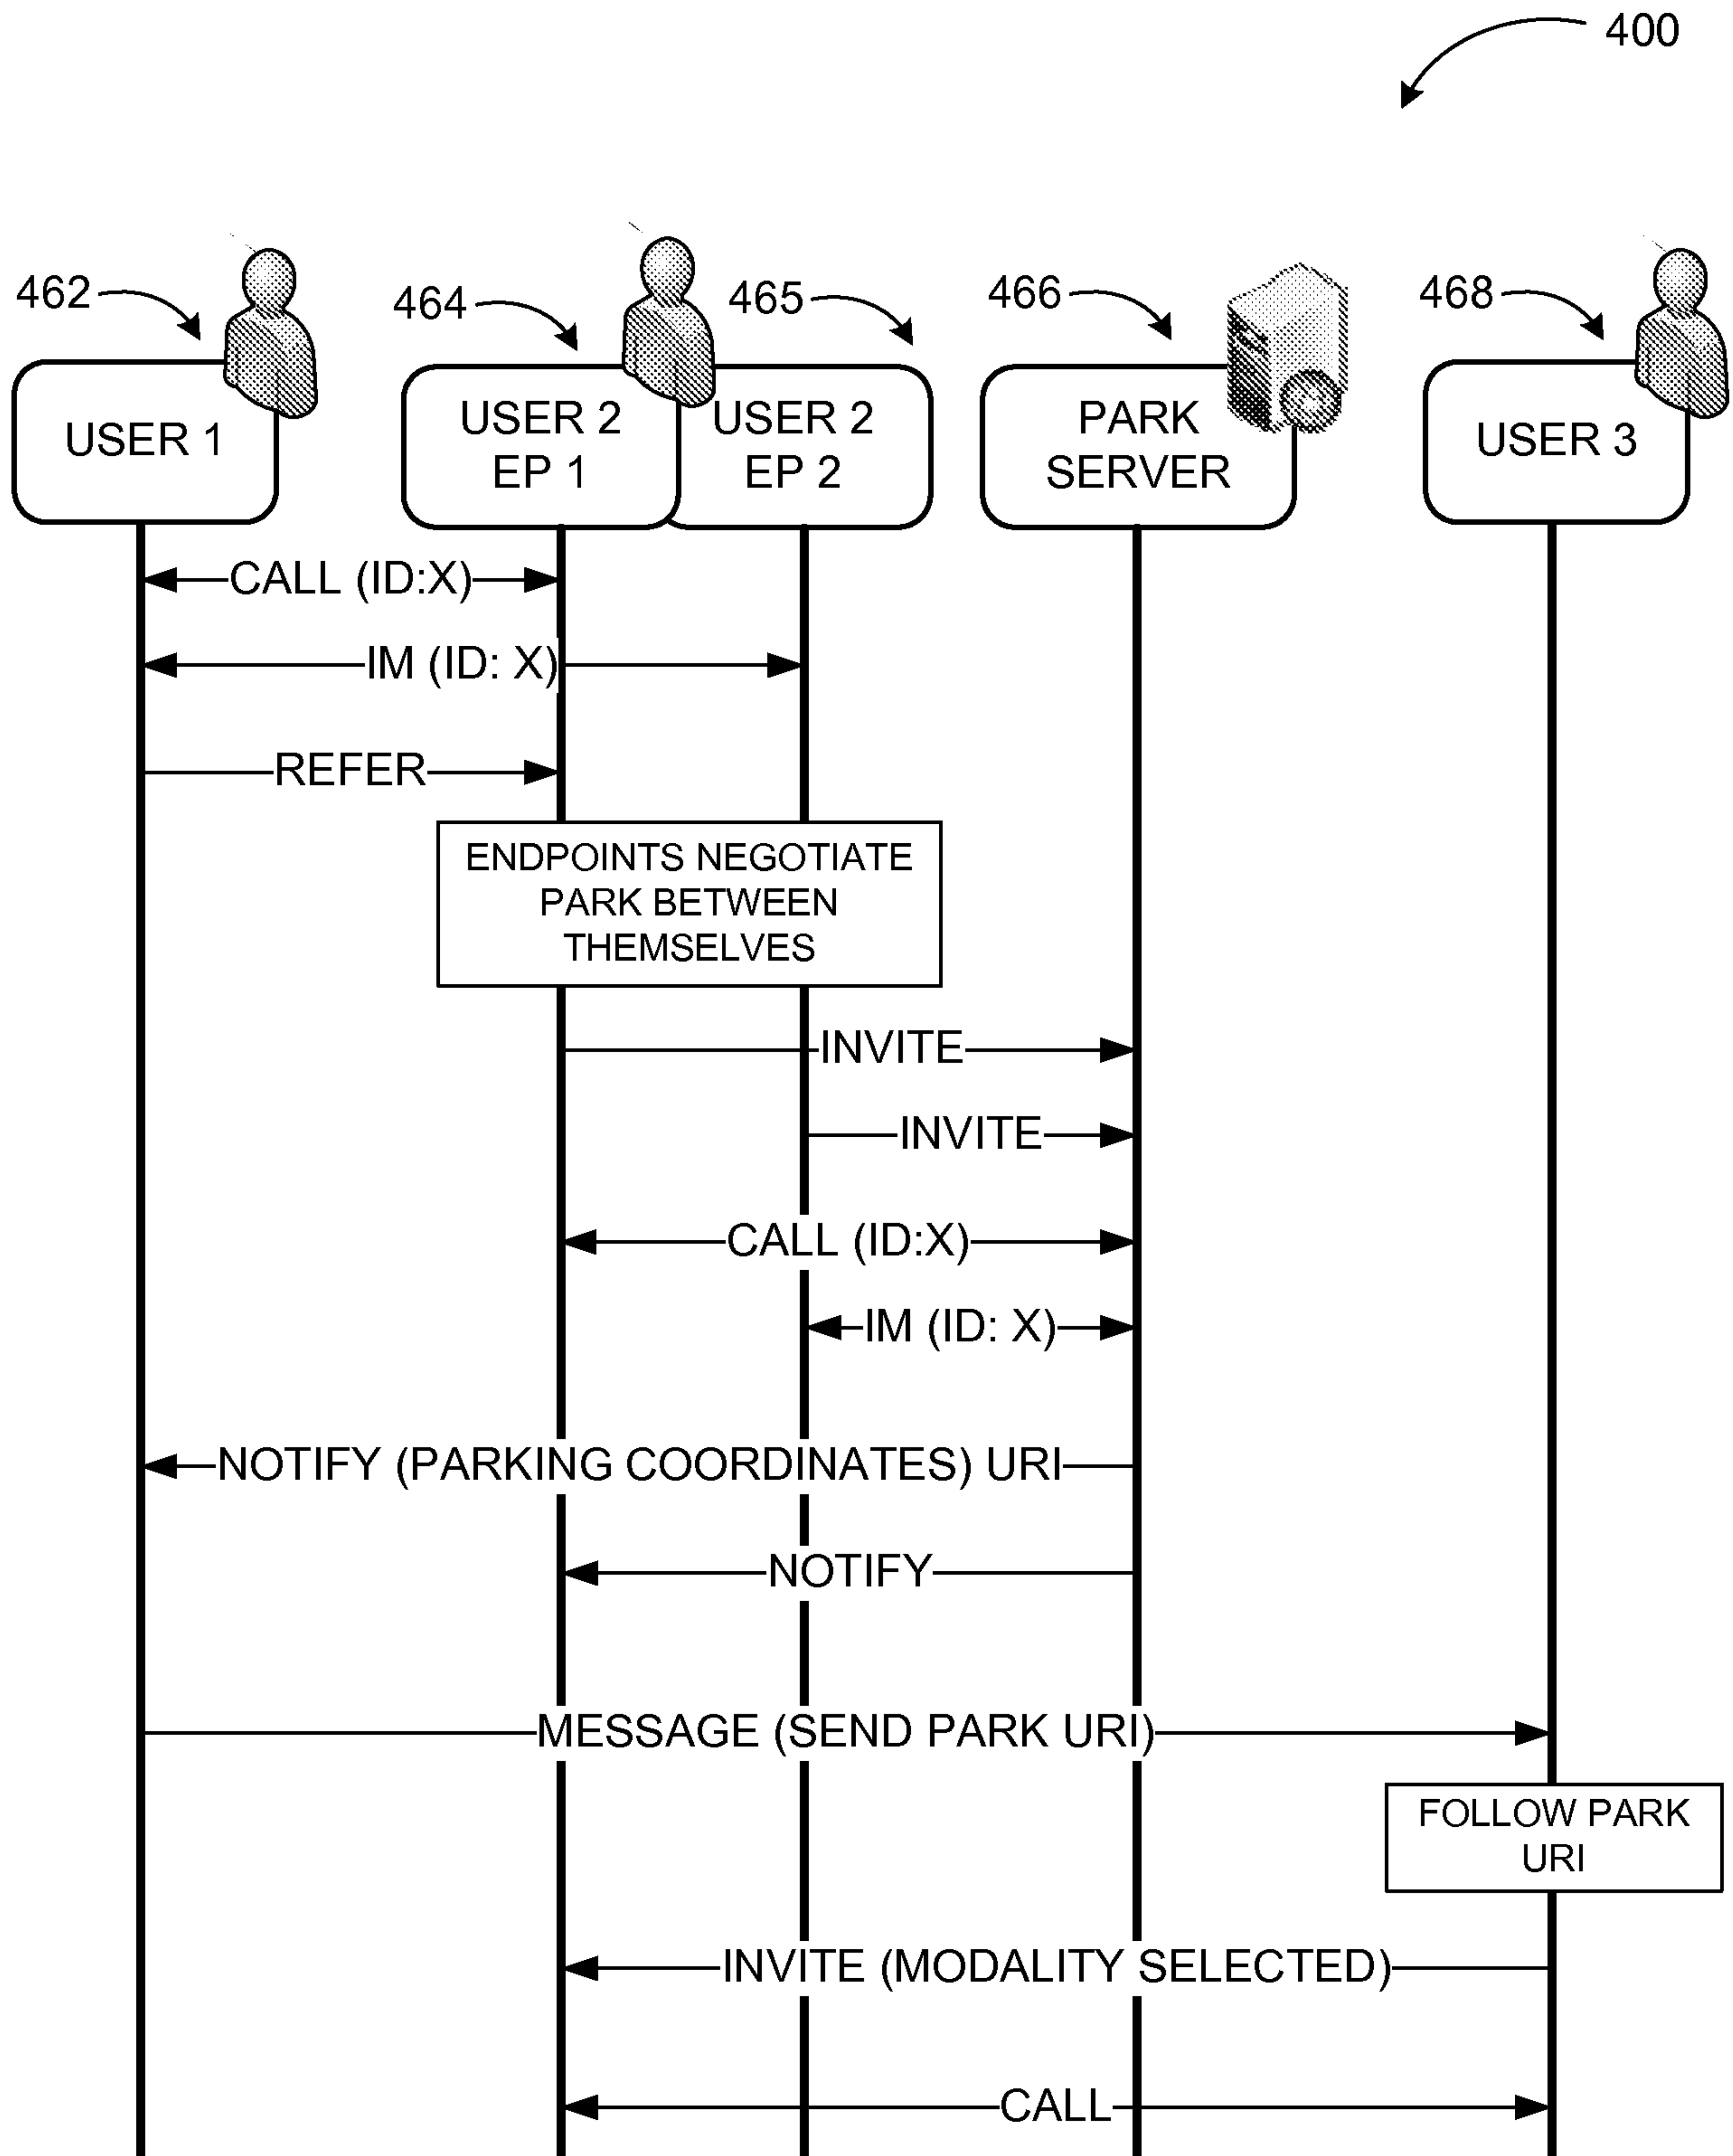 400
462
464
465
466
468
USER 1
USER 2
EP 1
USER 2
EP 2
PARK
SERVER
USER 3
CALL (ID:X)
IM (ID: X)
REFER
ENDPOINTS NEGOTIATE
PARK BETWEEN
THEMSELVES
INVITE
INVITE
CALL (ID:X)
IM (ID: X)
NOTIFY (PARKING COORDINATES) URI
NOTIFY
MESSAGE (SEND PARK URI)
FOLLOW PARK
URI
INVITE (MODALITY SELECTED)
CALL